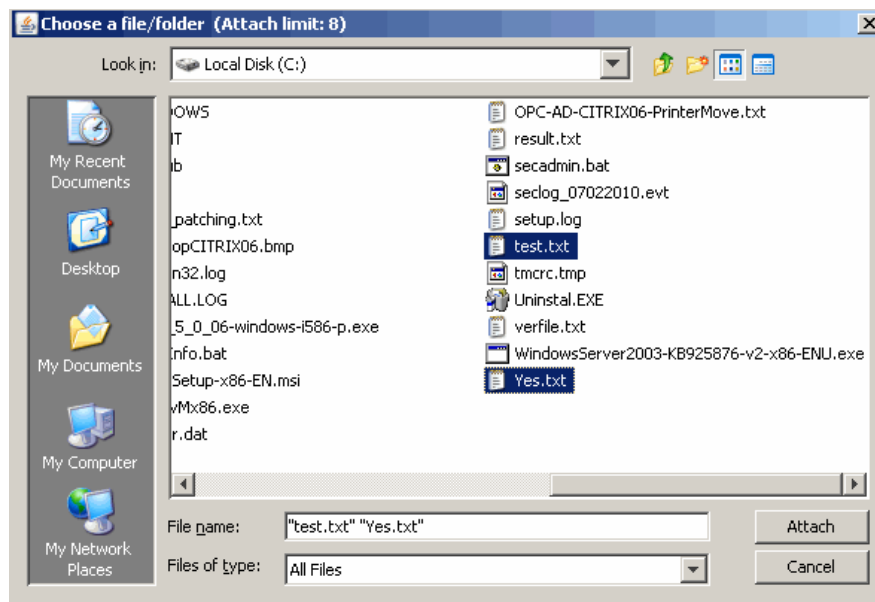 Choose a file/folder (Attach limit: 8)
Look in:
Local Disk (C:)
My Recent
Documents
Desktop
My Documents
My Computer
My Network
Places
OWS
IT
ub
_patching.txt
opCITRIX06.bmp
n32.log
ALL.LOG
_5_0_06-windows-i586-p.exe
Info.bat
Setup-x86-EN.msi
vMx86.exe
r.dat
OPC-AD-CITRIX06-PrinterMove.txt
result.txt
secadmin.bat
seclog_07022010.evt
setup.log
test.txt
tmcrc.tmp
Uninstal.EXE
verfile.txt
WindowsServer2003-KB925876-v2-x86-ENU.exe
Yes.txt
File name:
"test.txt" "Yes.txt"
Attach
Files of type:
All Files
Cancel